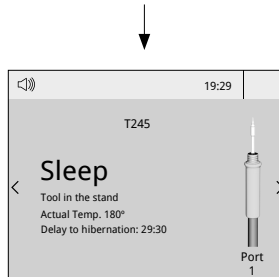 19:29
T245
Sleep
Tool in the stand
Actual Temp. 180º
Delay to hibernation: 29:30
Port
1